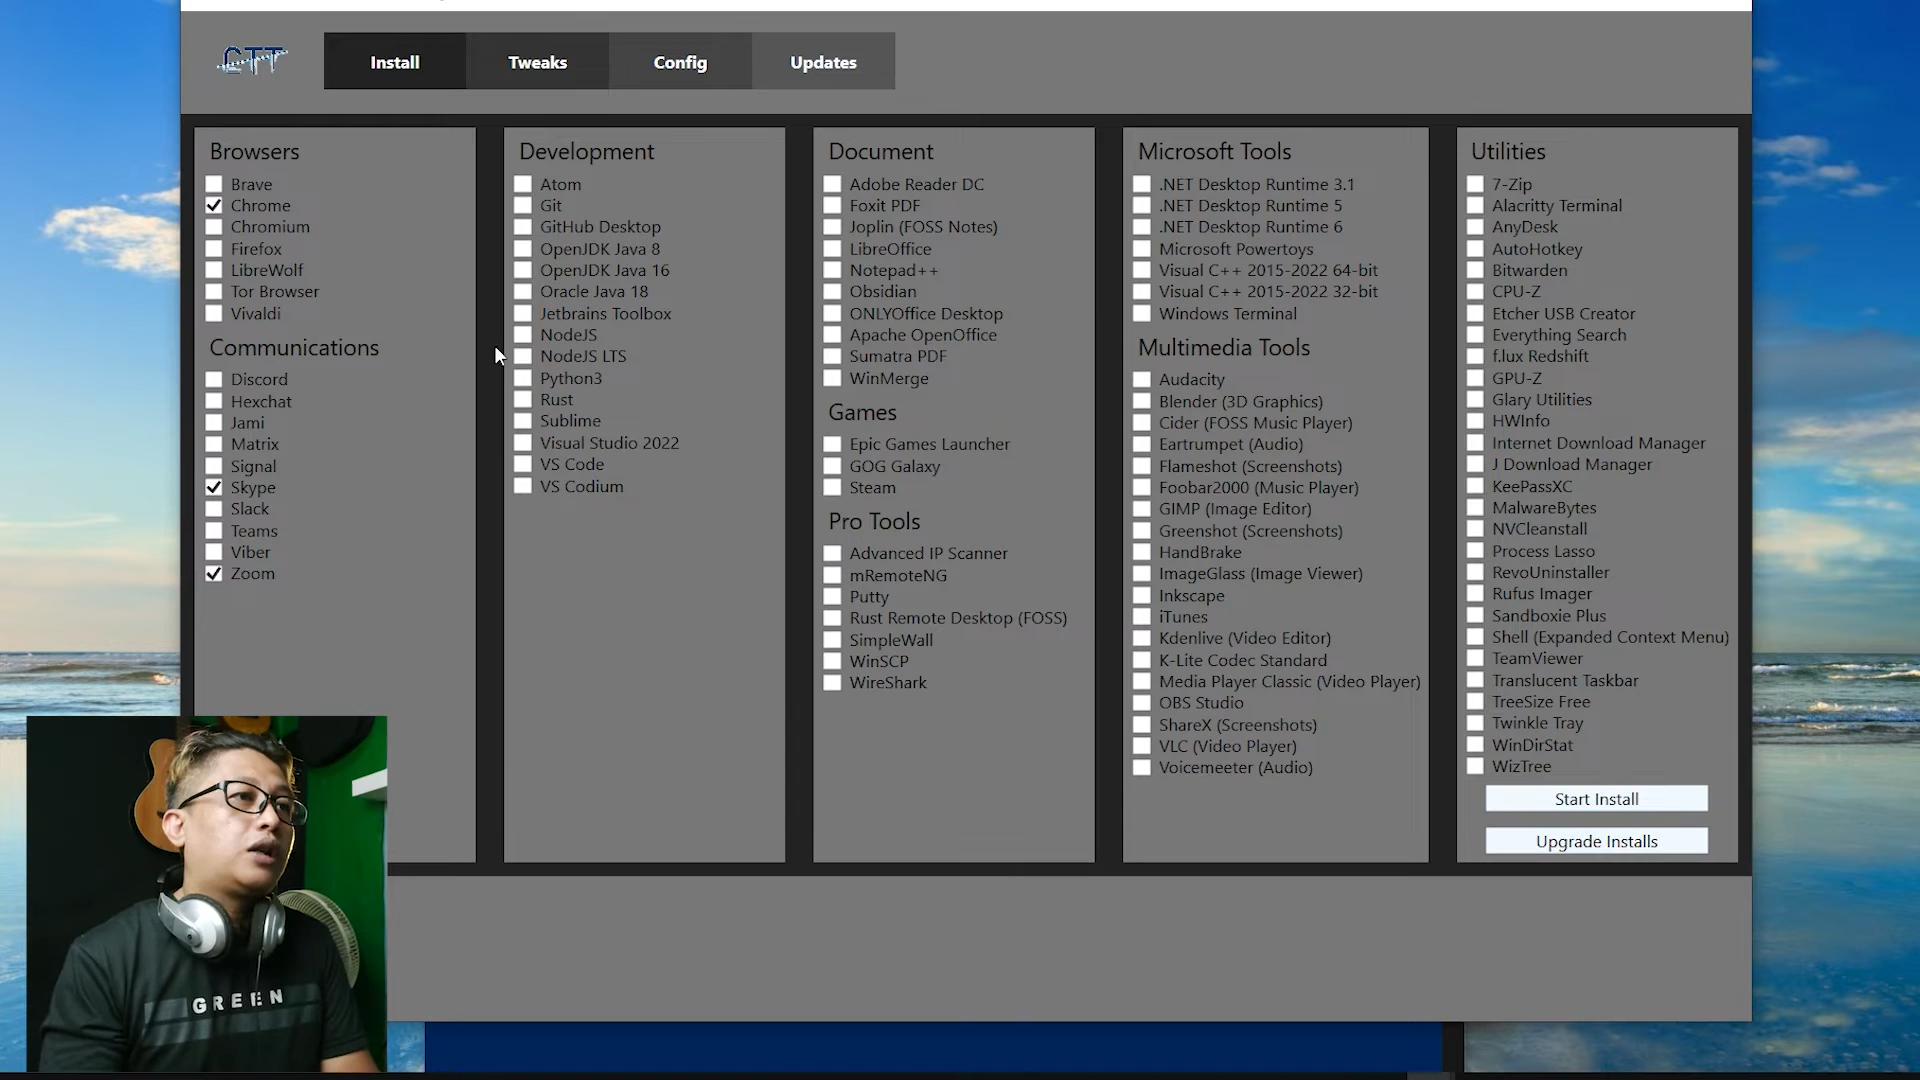 CTT
Install
Tweaks
Config
Updates
Browsers
Brave
Chrome
Chromium
Firefox
LibreWolf
Tor Browser
Vivaldi
Communications
Discord
Hexchat
Jami
Matrix
Signal
Skype
Slack
Teams
Viber
Zoom
Development
Atom
Git
GitHub Desktop
OpenJDK Java 8
OpenJDK Java 16
Oracle Java 18
Jetbrains Toolbox
NodeJS
NodeJS LTS
Python3
Rust
Sublime
Visual Studio 2022
VS Code
VS Codium
Document
Adobe Reader DC
Foxit PDF
Joplin (FOSS Notes)
LibreOffice
Notepad++
Obsidian
ONLYOffice Desktop
Apache OpenOffice
Sumatra PDF
WinMerge
Games
Epic Games Launcher
GOG Galaxy
Steam
Pro Tools
Advanced IP Scanner
mRemoteNG
Putty
Rust Remote Desktop (FOSS)
SimpleWall
WinSCP
WireShark
Microsoft Tools
.NET Desktop Runtime 3.1
.NET Desktop Runtime 5
.NET Desktop Runtime 6
Microsoft Powertoys
Visual C++ 2015-2022 64-bit
Visual C++ 2015-2022 32-bit
Windows Terminal
Multimedia Tools
Audacity
Blender (3D Graphics)
Cider (FOSS Music Player)
Eartrumpet (Audio)
Flameshot (Screenshots)
Foobar2000 (Music Player)
GIMP (Image Editor)
Greenshot (Screenshots)
HandBrake
ImageGlass (Image Viewer)
Inkscape
iTunes
Kdenlive (Video Editor)
K-Lite Codec Standard
Media Player Classic (Video Player)
OBS Studio
ShareX (Screenshots)
VLC (Video Player)
Voicemeeter (Audio)
Utilities
7-Zip
Alacritty Terminal
AnyDesk
AutoHotkey
Bitwarden
CPU-Z
Etcher USB Creator
Everything Search
f.lux Redshift
GPU-Z
Glary Utilities
HWInfo
Internet Download Manager
J Download Manager
KeePassXC
MalwareBytes
NVCleanstall
Process Lasso
RevoUninstaller
Rufus Imager
Sandboxie Plus
Shell (Expanded Context Menu)
TeamViewer
Translucent Taskbar
TreeSize Free
Twinkle Tray
WinDirStat
WizTree
Start Install
Upgrade Installs
GREEN